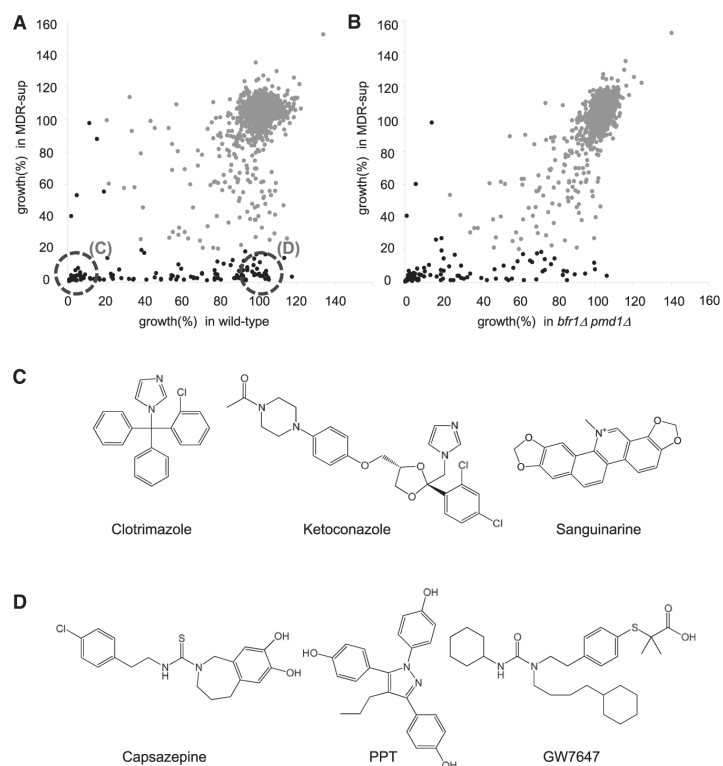 A
160
140
120
100
80
60
40
20
0
growth(%) in MDR-sup
(C)
(D)
0 20 40 60 80 100 120 140
growth(%) in wild-type
B
160
140
120
100
80
60
40
20
0
growth(%) in MDR-sup
0 20 40 60 80 100 120 160
growth(%) in bfr1Δ pmd1Δ
C
N
N
Cl
Clotrimazole
O
N
N
O
O
O
N
N
Cl
Cl
Ketoconazole
O
O
N+
O
O
Sanguinarine
D
Cl
S
N
H
N
OH
OH
Capsazepine
OH
HO
N
N
OH
PPT
O
NH
N
S
O
OH
GW7647